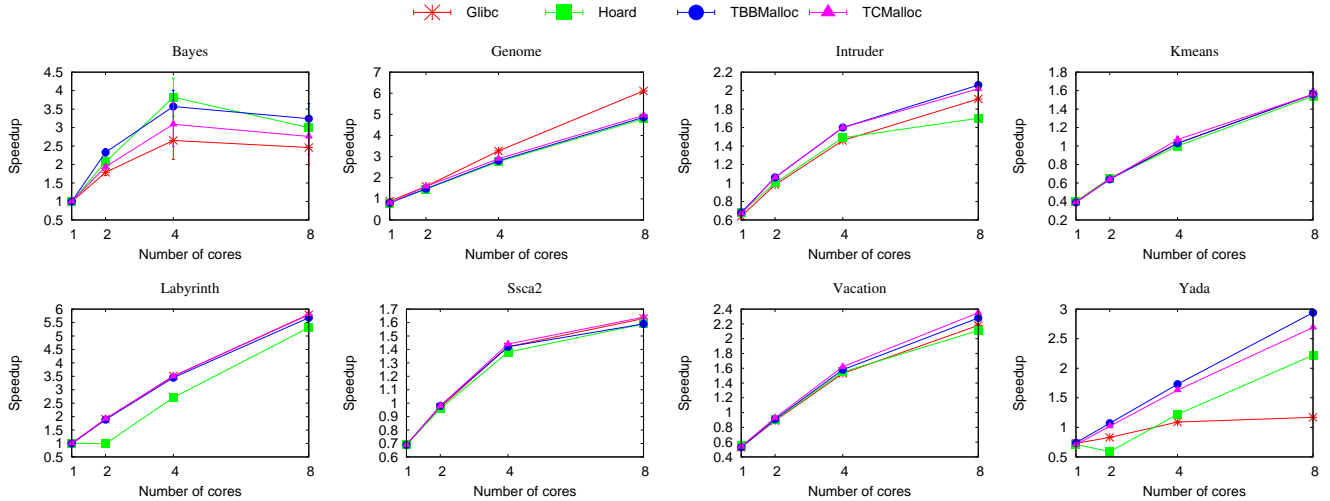 Glibc Hoard TBBMalloc TCMalloc
Bayes
Speedup
4.5
4
3.5
3
2.5
2
1.5
1
0.5
1 2 4 8
Number of cores
Genome
Speedup
7
6
5
4
3
2
1
0
1 2 4 8
Number of cores
Intruder
Speedup
2.2
2
1.8
1.6
1.4
1.2
1
0.8
0.6
1 2 4 8
Number of cores
Kmeans
Speedup
1.8
1.6
1.4
1.2
1
0.8
0.6
0.4
0.2
1 2 4 8
Number of cores
Labyrinth
Speedup
6
5.5
5
4.5
4
3.5
3
2.5
2
1.5
1
0.5
1 2 4 8
Number of cores
Ssca2
Speedup
1.7
1.6
1.5
1.4
1.3
1.2
1.1
1
0.9
0.8
0.7
0.6
1 2 4 8
Number of cores
Vacation
Speedup
2.4
2.2
2
1.8
1.6
1.4
1.2
1
0.8
0.6
0.4
1 2 4 8
Number of cores
Yada
Speedup
3
2.5
2
1.5
1
0.5
1 2 4 8
Number of cores